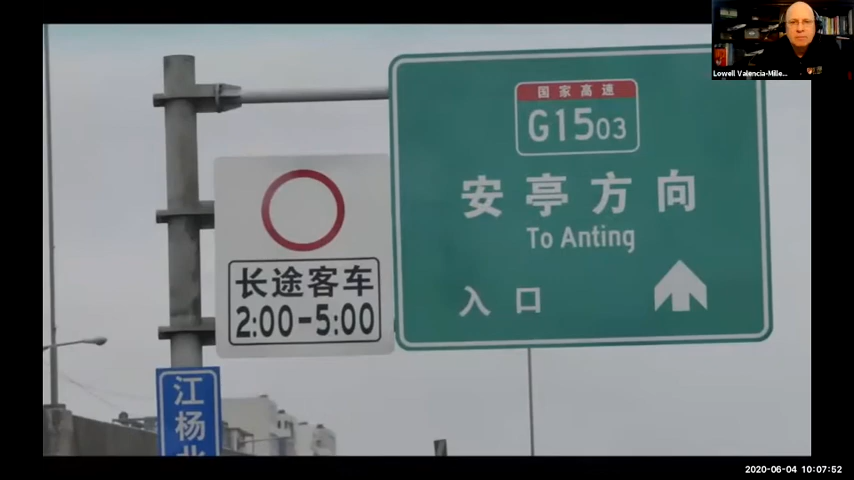 Lowell Valencia-Mille...
国家高速
G1503
安亭方向
To Anting
入口
长途客车
2:00-5:00
江杨北
2020-06-04 10:07:52